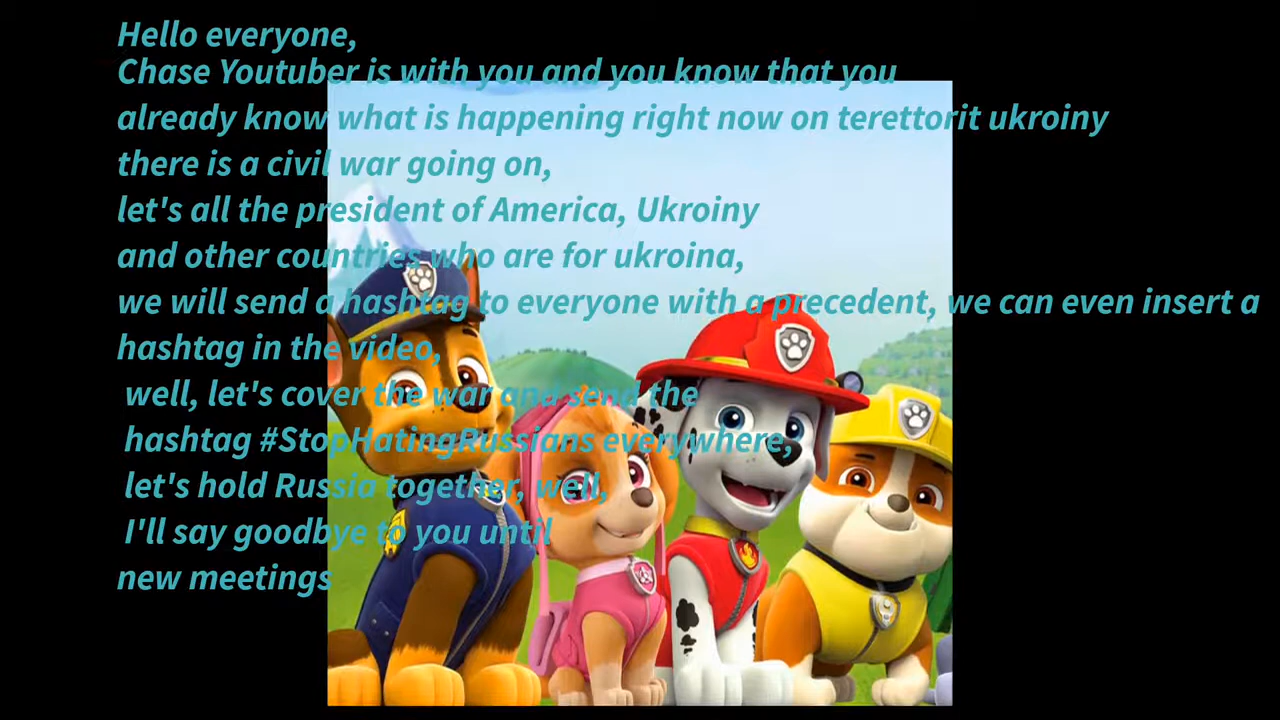 Hello everyone,
Chase Youtuber is with you and you know that you
already know what is happening right now on terettorit ukroiny
there is a civil war going on,
let's all the president of America, Ukroiny
and other countries who are for ukroina,
we will send a hashtag to everyone with a precedent, we can even insert a
hashtag in the video,
well, let's cover the war and send the
hashtag #StopHatingRussians everywhere,
let's hold Russia together, well,
I'll say goodbye to you until
new meetings